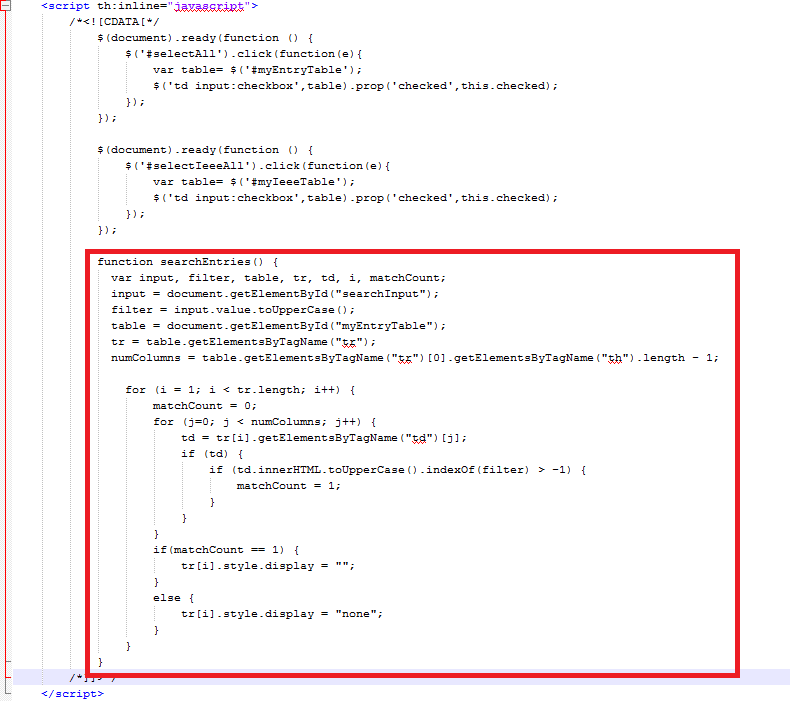 <script th:inline="javascript">
/*<![CDATA[*/
$(document).ready(function () {
$('#selectAll').click(function(e){
var table= $('#myEntryTable');
$('td input:checkbox',table).prop('checked',this.checked);
});
});
$(document).ready(function () {
$('#selectIeeeAll').click(function(e){
var table= $('#myIeeeTable');
$('td input:checkbox',table).prop('checked',this.checked);
});
});
function searchEntries() {
var input, filter, table, tr, td, i, matchCount;
input = document.getElementById("searchInput");
filter = input.value.toUpperCase();
table = document.getElementById("myEntryTable");
tr = table.getElementsByTagName("tr");
numColumns = table.getElementsByTagName("tr")[0].getElementsByTagName("th").length - 1;
for (i = 1; i < tr.length; i++) {
matchCount = 0;
for (j=0; j < numColumns; j++) {
td = tr[i].getElementsByTagName("td")[j];
if (td) {
if (td.innerHTML.toUpperCase().indexOf(filter) > -1) {
matchCount = 1;
}
}
}
if(matchCount == 1) {
tr[i].style.display = "";
}
else {
tr[i].style.display = "none";
}
}
}
/*]]>*/
</script>